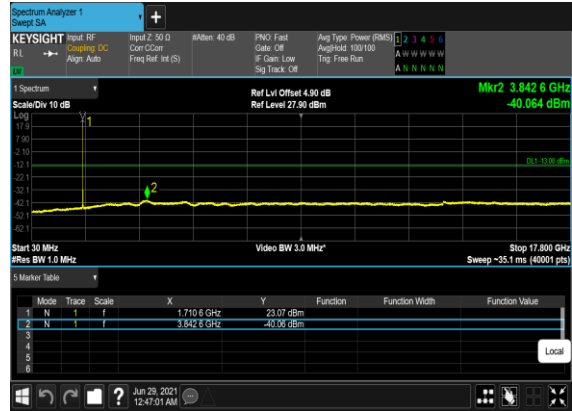 Spectrum Analyzer 1
Swept SA
+
KEYSIGHT Input: RF Input Z: 50 Ω #Atten: 40 dB PNO: Fast Avg Type: Power (RMS) 1 2 3 4 5 6
RL Coupling: DC Corr CCorr Gate: Off Avg|Hold: 100/100 A W W W W W
Align: Auto Freq Ref: Int (S) IF Gain: Low Trig: Free Run
Sig Track: Off A N N N N N
1 Spectrum Ref Lvl Offset 4.90 dB Mkr2 3.842 6 GHz
Scale/Div 10 dB Ref Level 27.90 dBm -40.064 dBm
Log
17.9
7.90
-2.10
-12.1
-22.1
-32.1
-42.1
-52.1
-62.1
1
DL1 -13.00 dBm
2
Start 30 MHz Video BW 3.0 MHz* Stop 17.800 GHz
#Res BW 1.0 MHz Sweep ~35.1 ms (40001 pts)
5 Marker Table
Mode Trace Scale X Y Function Function Width Function Value
1 N 1 f 1.710 6 GHz 23.07 dBm
2 N 1 f 3.842 6 GHz -40.06 dBm
3
4
5
6
Local
? Jun 29, 2021
12:47:01 AM